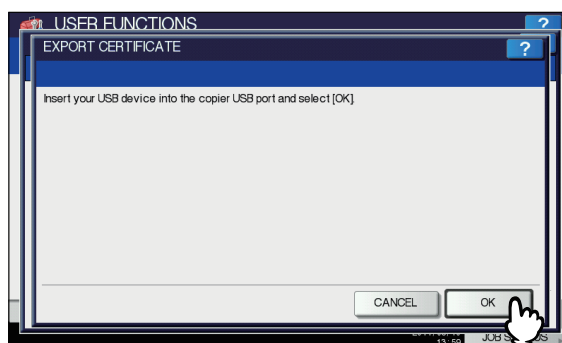 USER FUNCTIONS
?
EXPORT CERTIFICATE
?
Insert your USB device into the copier USB port and select [OK].
CANCEL
OK
13:59